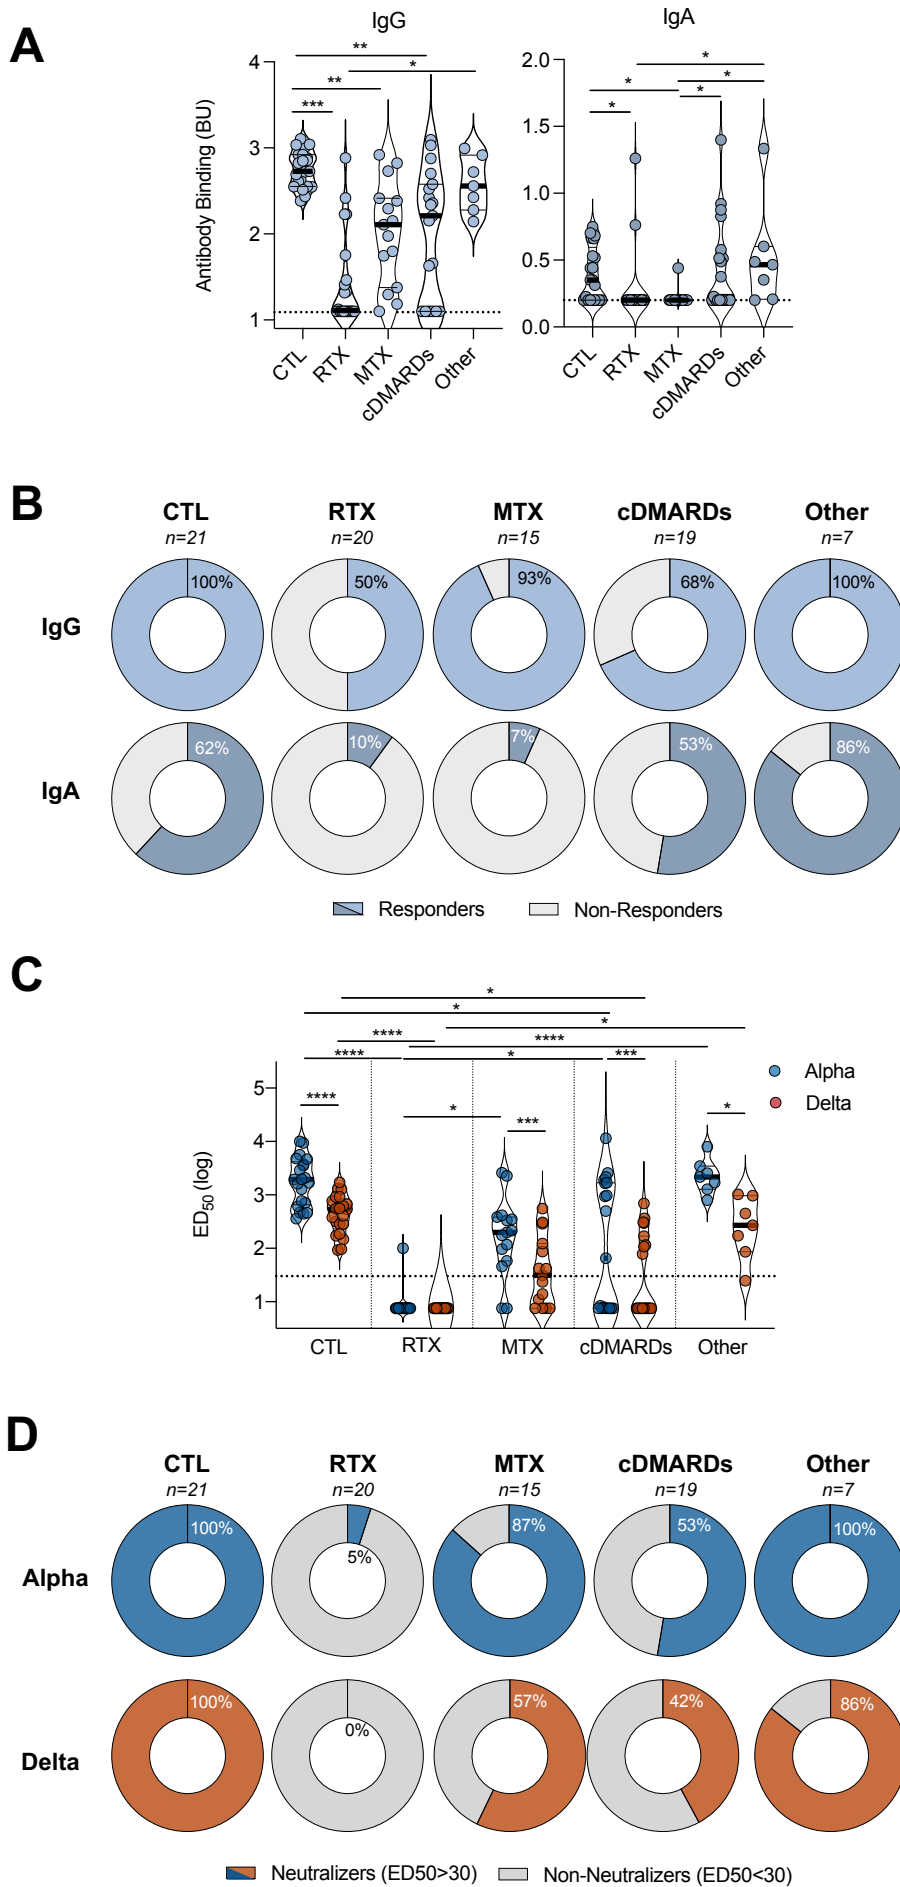 A
IgG
IgA
Antibody Binding (BU)
4
3
2
1
** 
*
**
***
CTL
RTX
MTX
cDMARDs
Other
2.0
1.5
1.0
0.5
0.0
*
*
*
*
*
CTL
RTX
MTX
cDMARDs
Other
B
CTL RTX MTX cDMARDs Other
n=21 n=20 n=15 n=19 n=7
IgG 100% 50% 93% 68% 100%
IgA 62% 10% 7% 53% 86%
Responders Non-Responders
C
*
*
*
**** ****
**** * ***
Alpha
Delta
ED50 (log)
5
4
3
2
1
****
*
***
*
CTL RTX MTX cDMARDs Other
D
CTL RTX MTX cDMARDs Other
n=21 n=20 n=15 n=19 n=7
Alpha 100% 5% 87% 53% 100%
Delta 100% 0% 57% 42% 86%
Neutralizers (ED50>30) Non-Neutralizers (ED50<30)